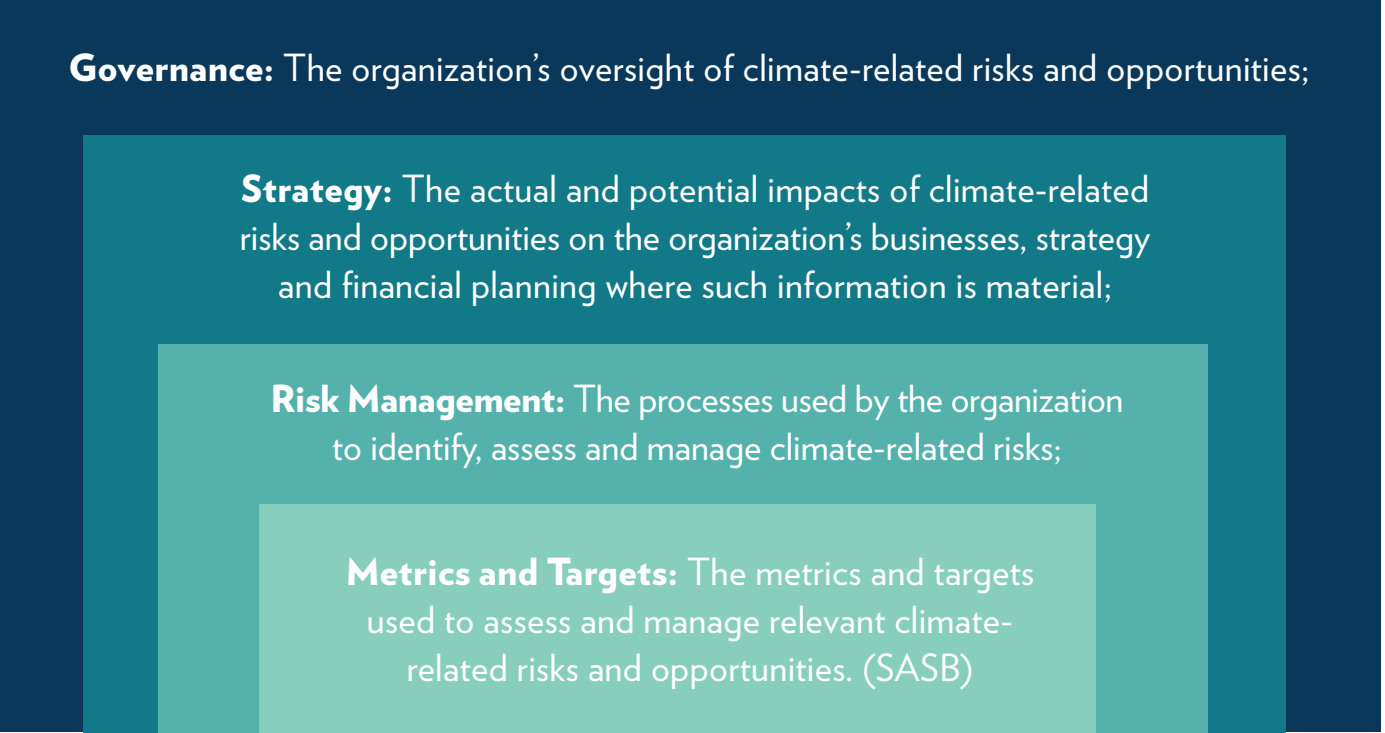 Governance: The organization’s oversight of climate-related risks and opportunities;
Strategy: The actual and potential impacts of climate-related
risks and opportunities on the organization’s businesses, strategy
and financial planning where such information is material;
Risk Management: The processes used by the organization
to identify, assess and manage climate-related risks;
Metrics and Targets: The metrics and targets
used to assess and manage relevant climate-
related risks and opportunities. (SASB)